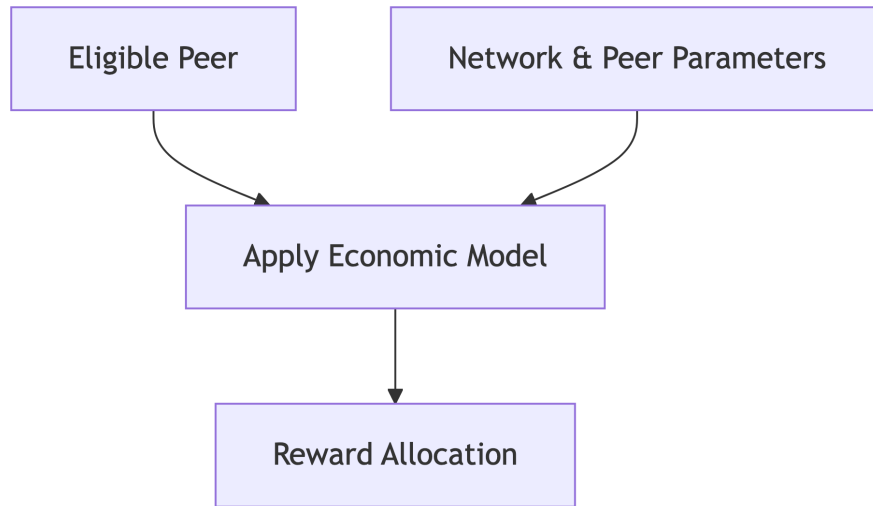 Eligible Peer
Network & Peer Parameters
Apply Economic Model
Reward Allocation